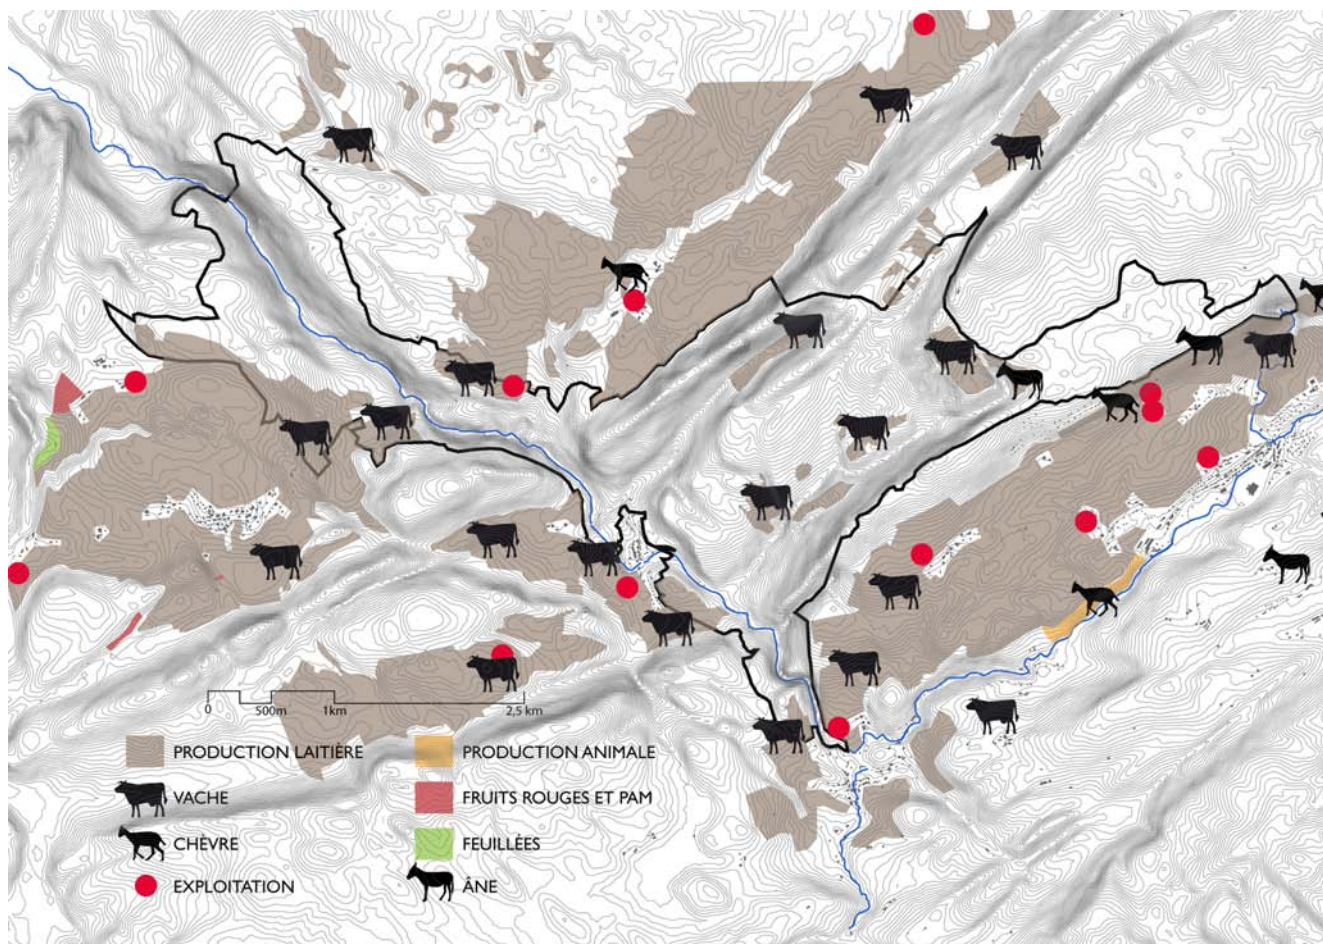 0 500m 1km 2,5 km
PRODUCTION LAITIÈRE
PRODUCTION ANIMALE
VACHE
FRUITS ROUGES ET PAM
CHÈVRE
FEUILLÉES
EXPLOITATION
ÂNE